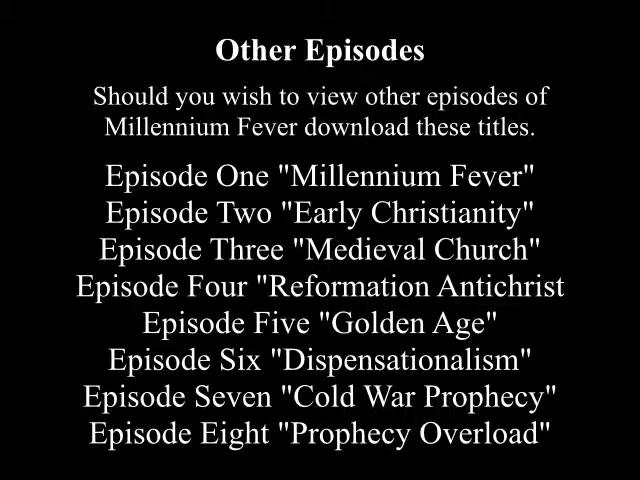 Other Episodes
Should you wish to view other episodes of
Millennium Fever download these titles.
Episode One "Millennium Fever"
Episode Two "Early Christianity"
Episode Three "Medieval Church"
Episode Four "Reformation Antichrist
Episode Five "Golden Age"
Episode Six "Dispensationalism"
Episode Seven "Cold War Prophecy"
Episode Eight "Prophecy Overload"